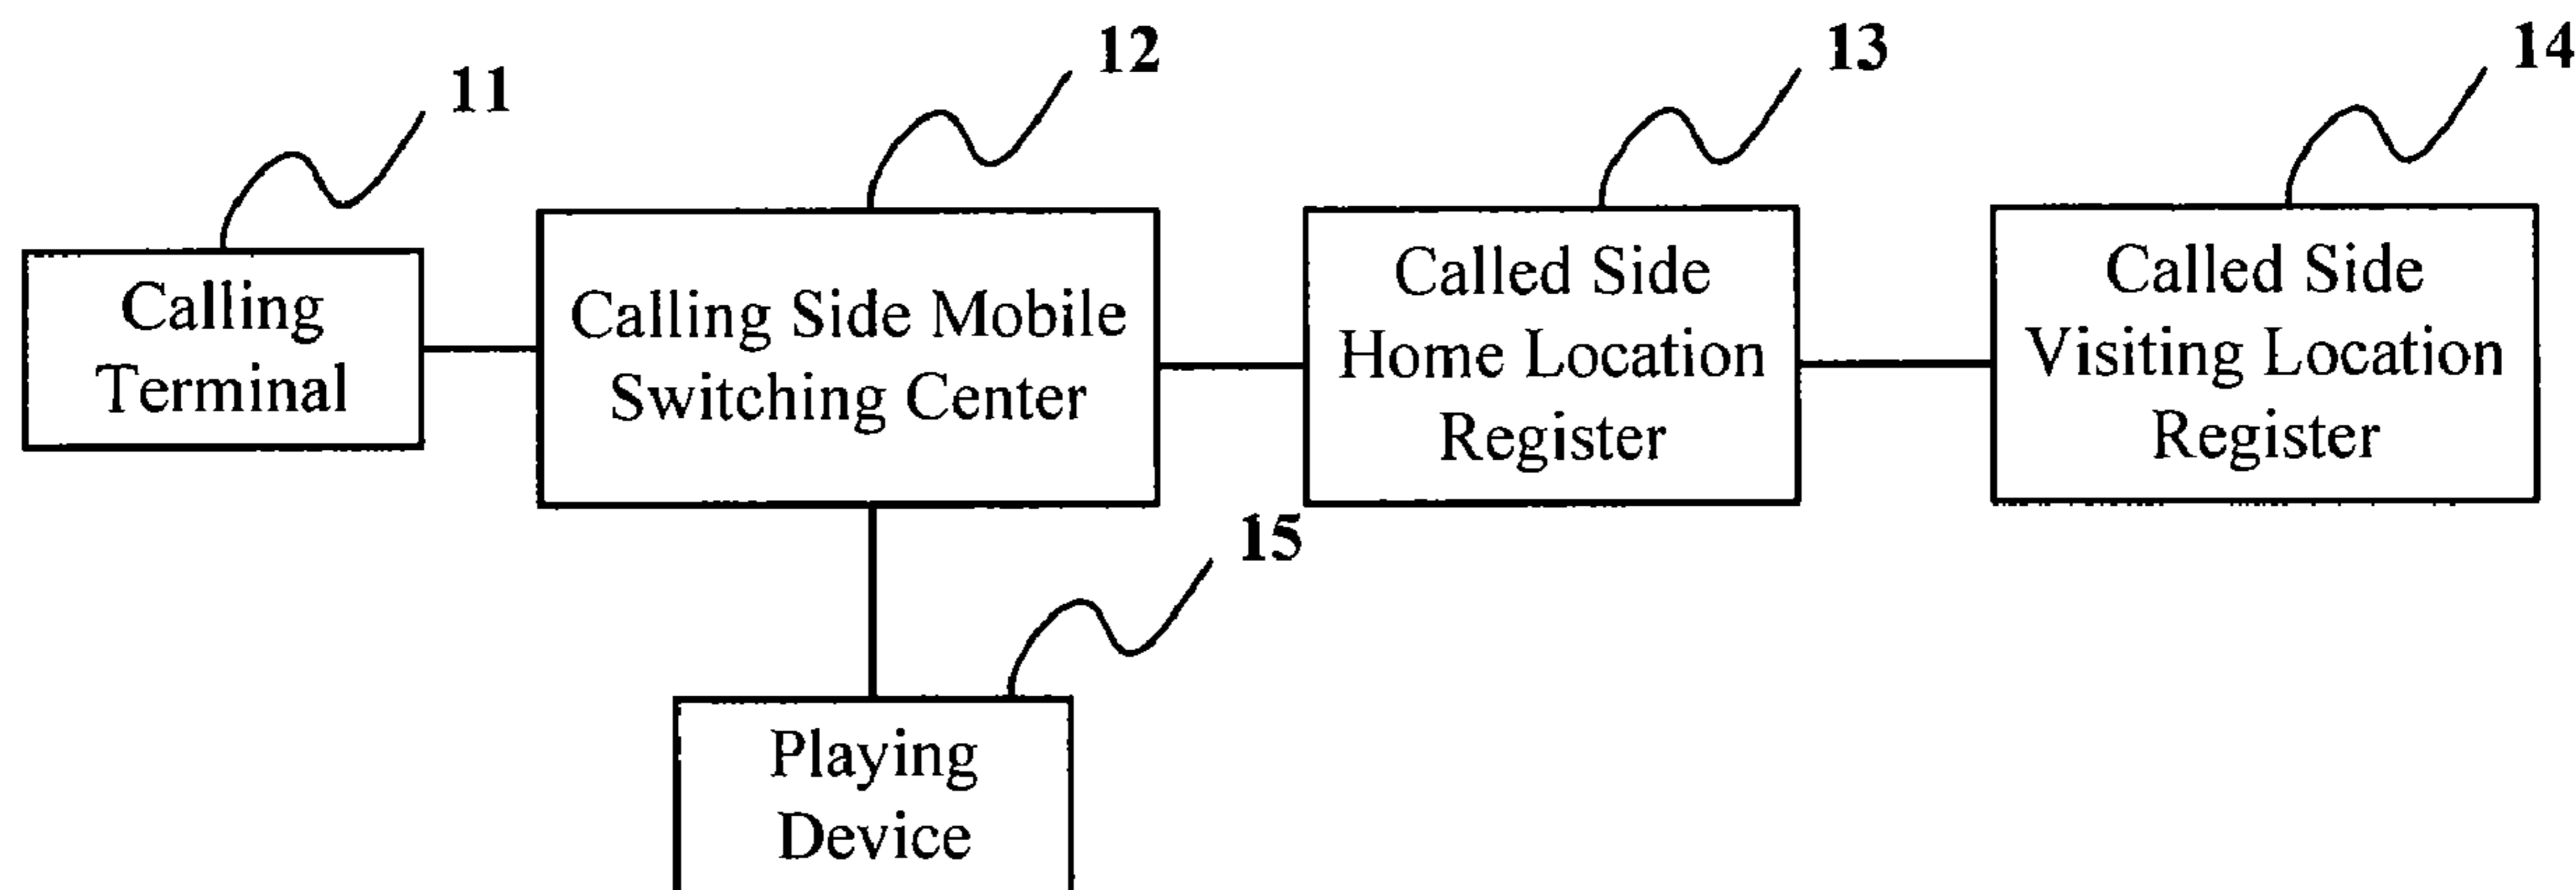 11
12
13
14
Calling
Terminal
Calling Side Mobile
Switching Center
Called Side
Home Location
Register
Called Side
Visiting Location
Register
15
Playing
Device